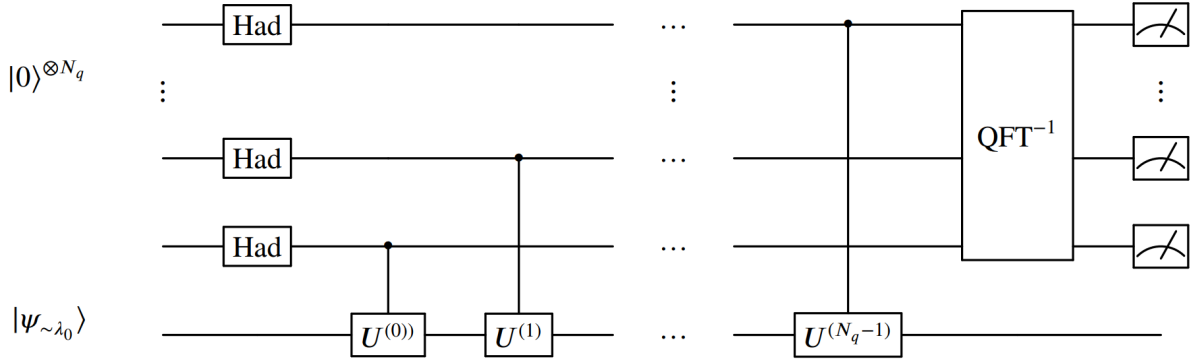 Had ...
|0⟩^{⊗N_q}
⋮ ⋮ ⋮
QFT^{−1}
Had ...
Had ...
|ψ_{∼λ_0}⟩ U^{(0))} U^{(1)} ... U^{(N_q−1)}